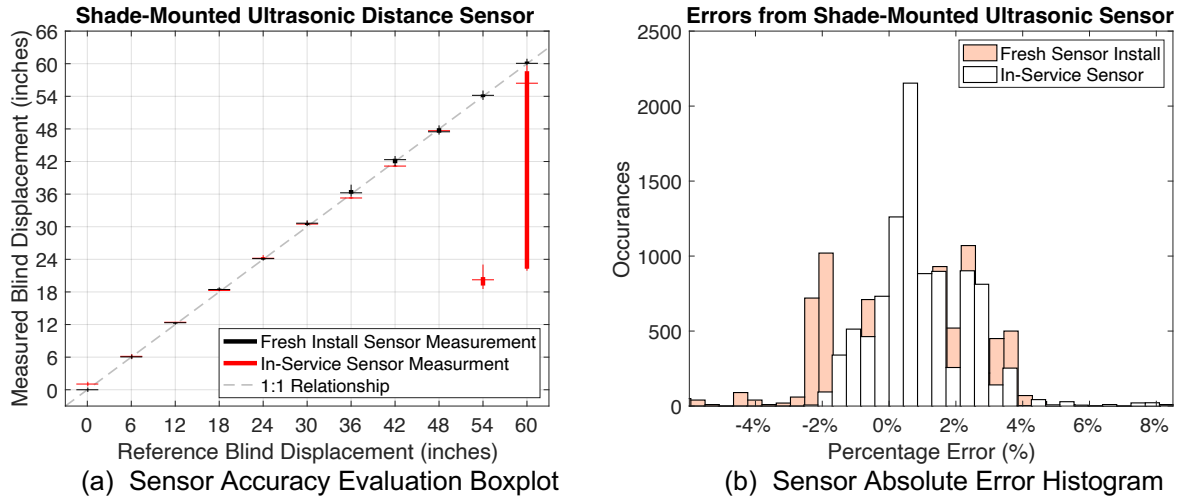 Shade-Mounted Ultrasonic Distance Sensor
Measured Blind Displacement (inches)
66
60
54
48
42
36
30
24
18
12
6
0
Fresh Install Sensor Measurement
In-Service Sensor Measurment
1:1 Relationship
0 6 12 18 24 30 36 42 48 54 60
Reference Blind Displacement (inches)
(a) Sensor Accuracy Evaluation Boxplot
Errors from Shade-Mounted Ultrasonic Sensor
Occurances
2500
2000
1500
1000
500
0
Fresh Sensor Install
In-Service Sensor
-4% -2% 0% 2% 4% 6% 8%
Percentage Error (%)
(b) Sensor Absolute Error Histogram